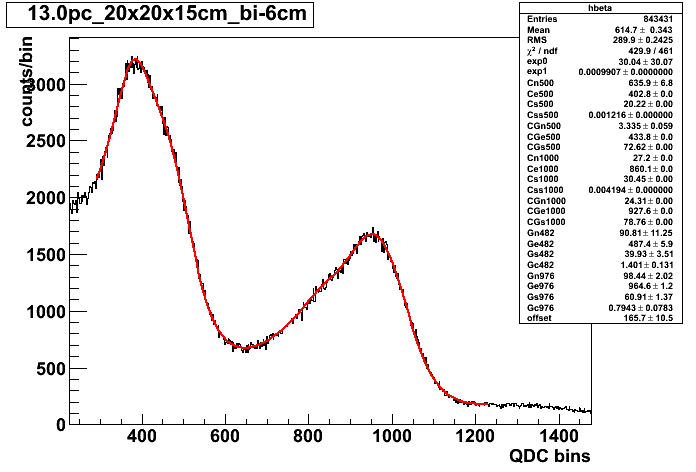 13.0pc_20x20x15cm_bi-6cm
hbeta
Entries 843431
Mean 614.7 ± 0.343
RMS 289.9 ± 0.2425
χ² / ndf 429.9 / 461
exp0 30.04 ± 30.07
exp1 0.0009907 ± 0.0000000
Cn500 635.9 ± 6.8
Ce500 402.8 ± 0.0
Cs500 20.22 ± 0.00
Css500 0.001216 ± 0.000000
CGn500 3.335 ± 0.059
CGe500 433.8 ± 0.0
CGs500 72.62 ± 0.00
Cn1000 27.2 ± 0.0
Ce1000 860.1 ± 0.0
Cs1000 30.45 ± 0.00
Css1000 0.004194 ± 0.000000
CGn1000 24.31 ± 0.00
CGe1000 927.6 ± 0.0
CGs1000 78.76 ± 0.00
Gn482 90.81 ± 11.25
Ge482 487.4 ± 5.9
Gs482 39.93 ± 3.51
Gc482 1.401 ± 0.131
Gn976 98.44 ± 2.02
Ge976 964.6 ± 1.2
Gs976 60.91 ± 1.37
Gc976 0.7943 ± 0.0783
offset 165.7 ± 10.5
counts/bin
3000
2500
2000
1500
1000
500
0
400 600 800 1000 1200 1400
QDC bins